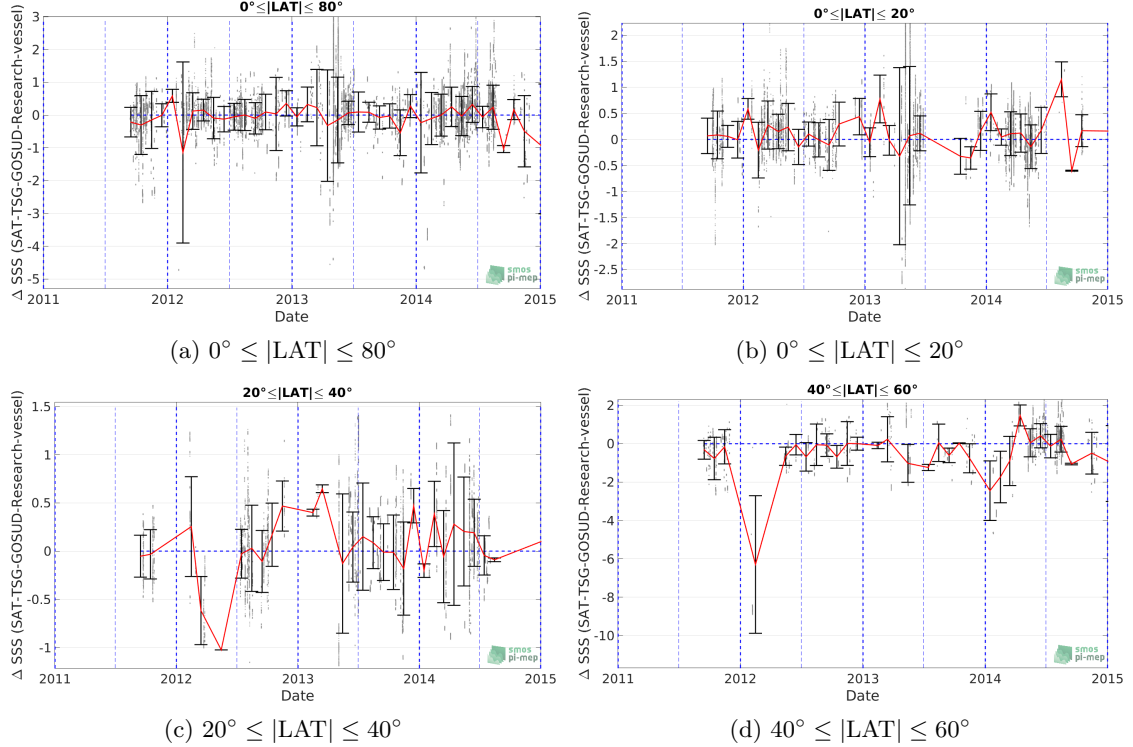 0°≤|LAT|≤ 80°
Δ SSS (SAT-TSG-GOSUD-Research-vessel)
3
2
1
0
-1
-2
-3
-4
-5
2011 2012 2013 2014 2015
Date
smos
pi-mep
(a) 0° ≤ |LAT| ≤ 80°
0°≤|LAT|≤ 20°
Δ SSS (SAT-TSG-GOSUD-Research-vessel)
2
1.5
1
0.5
0
-0.5
-1
-1.5
-2
-2.5
2011 2012 2013 2014 2015
Date
smos
pi-mep
(b) 0° ≤ |LAT| ≤ 20°
20°≤|LAT|≤ 40°
Δ SSS (SAT-TSG-GOSUD-Research-vessel)
1.5
1
0.5
0
-0.5
-1
2011 2012 2013 2014 2015
Date
smos
pi-mep
(c) 20° ≤ |LAT| ≤ 40°
40°≤|LAT|≤ 60°
Δ SSS (SAT-TSG-GOSUD-Research-vessel)
2
0
-2
-4
-6
-8
-10
2011 2012 2013 2014 2015
Date
smos
pi-mep
(d) 40° ≤ |LAT| ≤ 60°